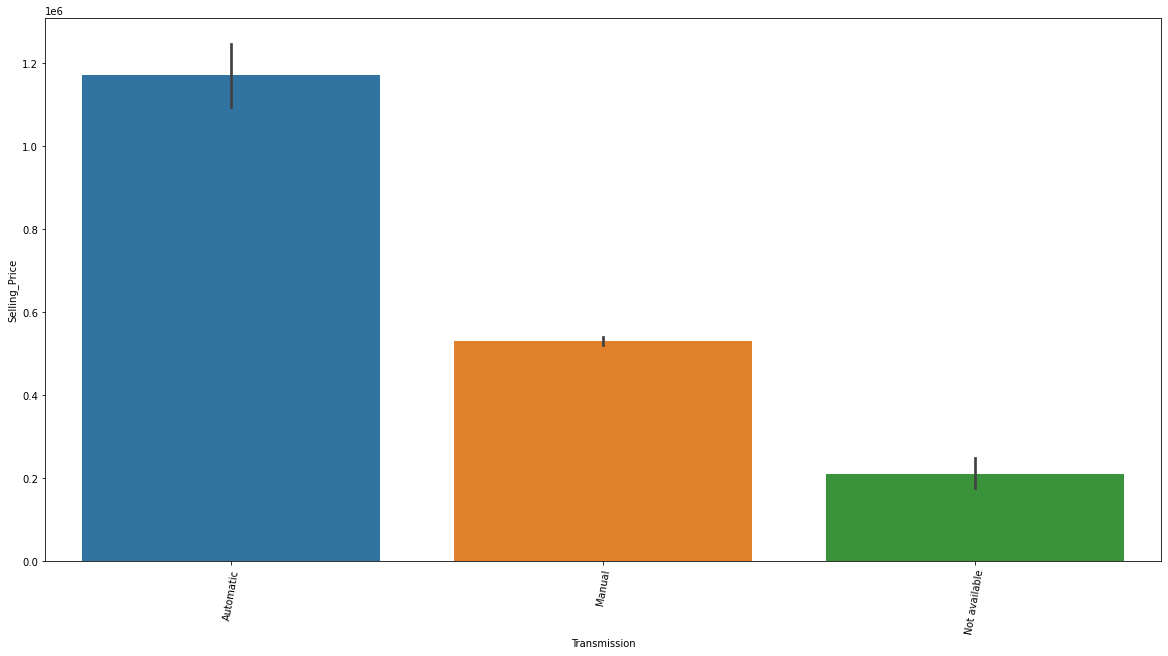 1e6
1.2
1.0
0.8
0.6
0.4
0.2
0.0
Selling_Price
Automatic
Manual
Not available
Transmission